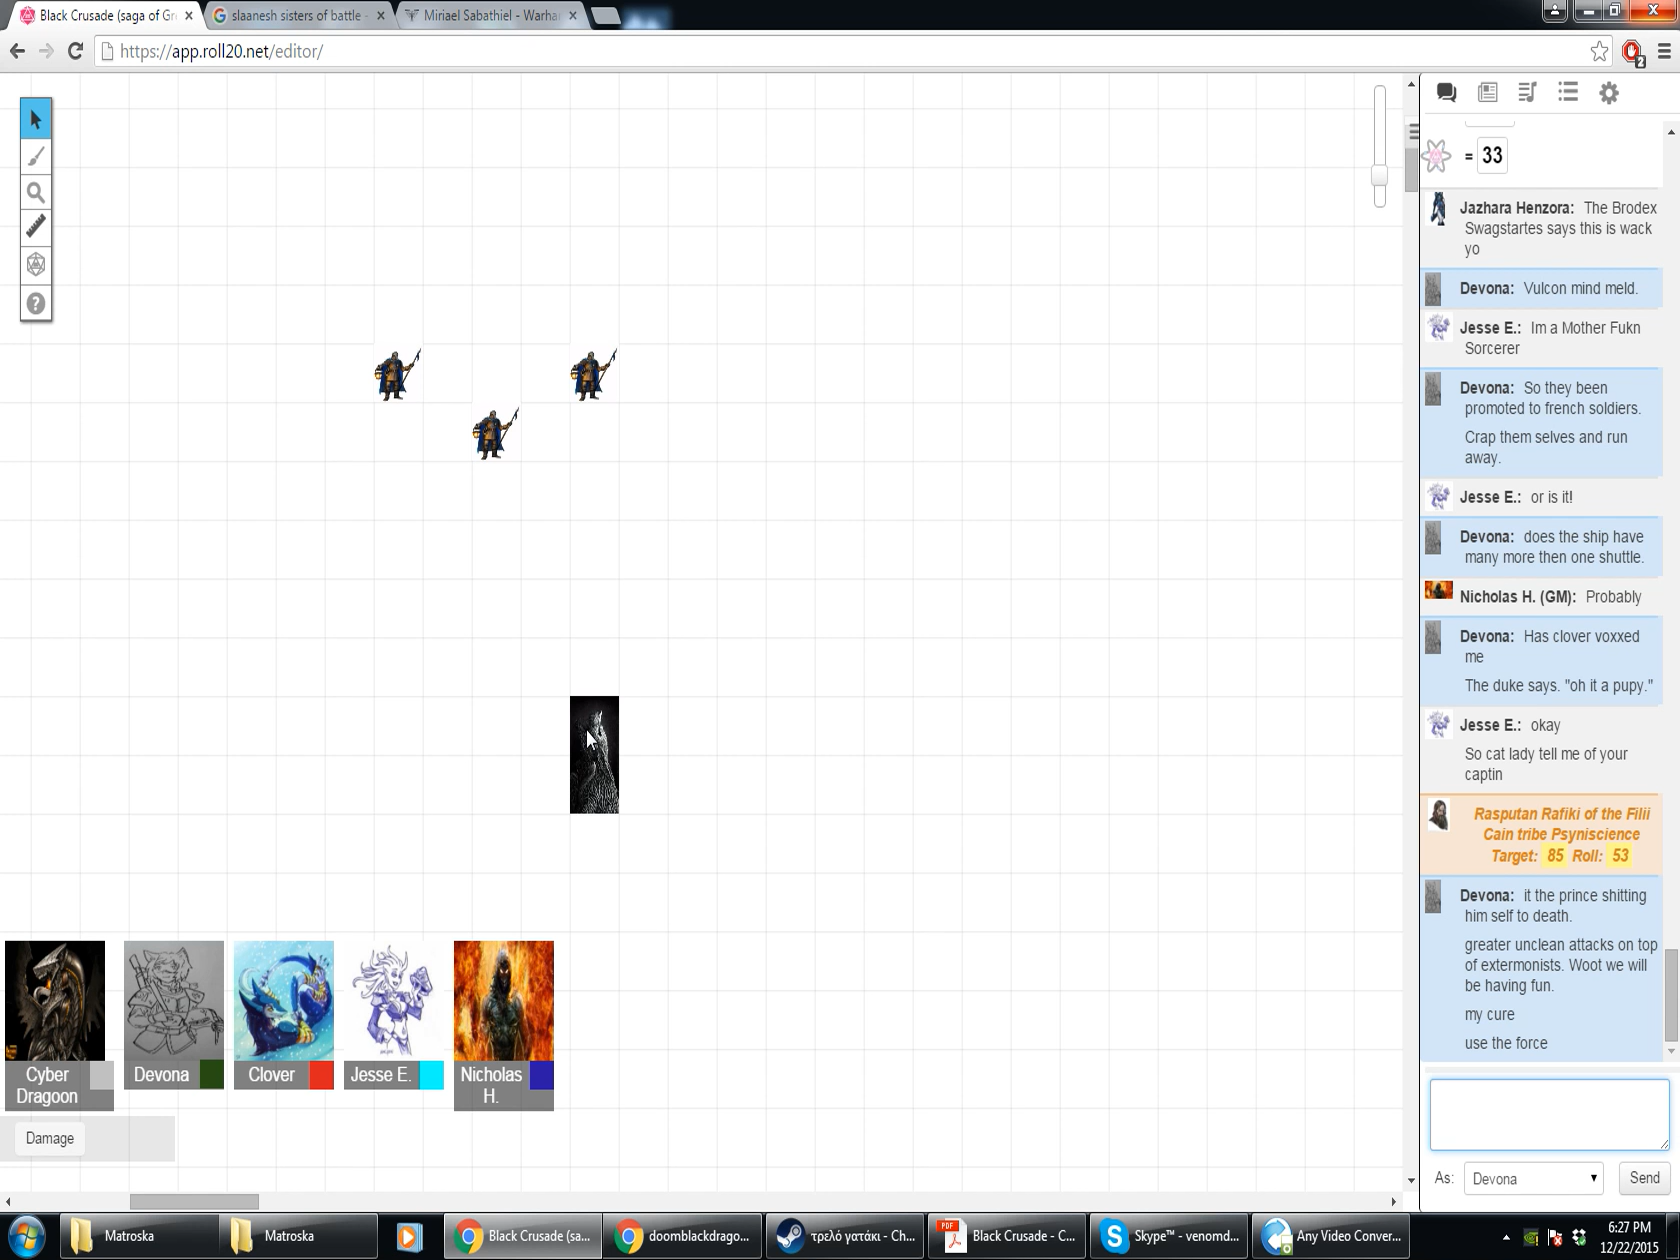 Black Crusade (saga of Gr
slaanesh sisters of battle -
Miriael Sabathiel - Warha
https://app.roll20.net/editor/
2
= 33
Jazhara Henzora: The Brodex
Swagstartes says this is wack
yo
Devona: Vulcon mind meld.
Jesse E.: Im a Mother Fukn
Sorcerer
Devona: So they been
promoted to french soldiers.
Crap them selves and run
away.
Jesse E.: or is it!
Devona: does the ship have
many more then one shuttle.
Nicholas H. (GM): Probably
Devona: Has clover voxxed
me
The duke says. "oh it a pupy."
Jesse E.: okay
So cat lady tell me of your
captin
Rasputan Rafiki of the Filii
Cain tribe Psyniscience
Target: 85 Roll: 53
Devona: it the prince shitting
him self to death.
greater unclean attacks on top
of extermonists. Woot we will
be having fun.
my cure
use the force
As: Devona Send
Cyber
Dragoon
Devona
Clover
Jesse E.
Nicholas
H.
Damage
Matroska
Matroska
Black Crusade (sa...
doomblackdrago...
τρελό γατάκι - Ch...
PDF
Black Crusade - C...
Skype™ - venomd...
Any Video Conver...
6:27 PM
12/22/2015